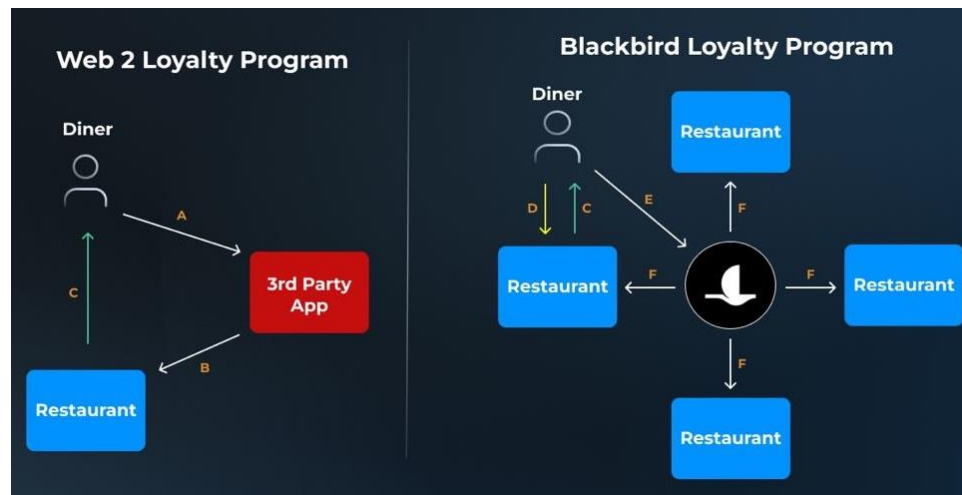 Web 2 Loyalty Program
Diner
A
C
3rd Party
App
B
Restaurant
Blackbird Loyalty Program
Diner
Restaurant
E
D
C
F
Restaurant
F
F
Restaurant
F
Restaurant